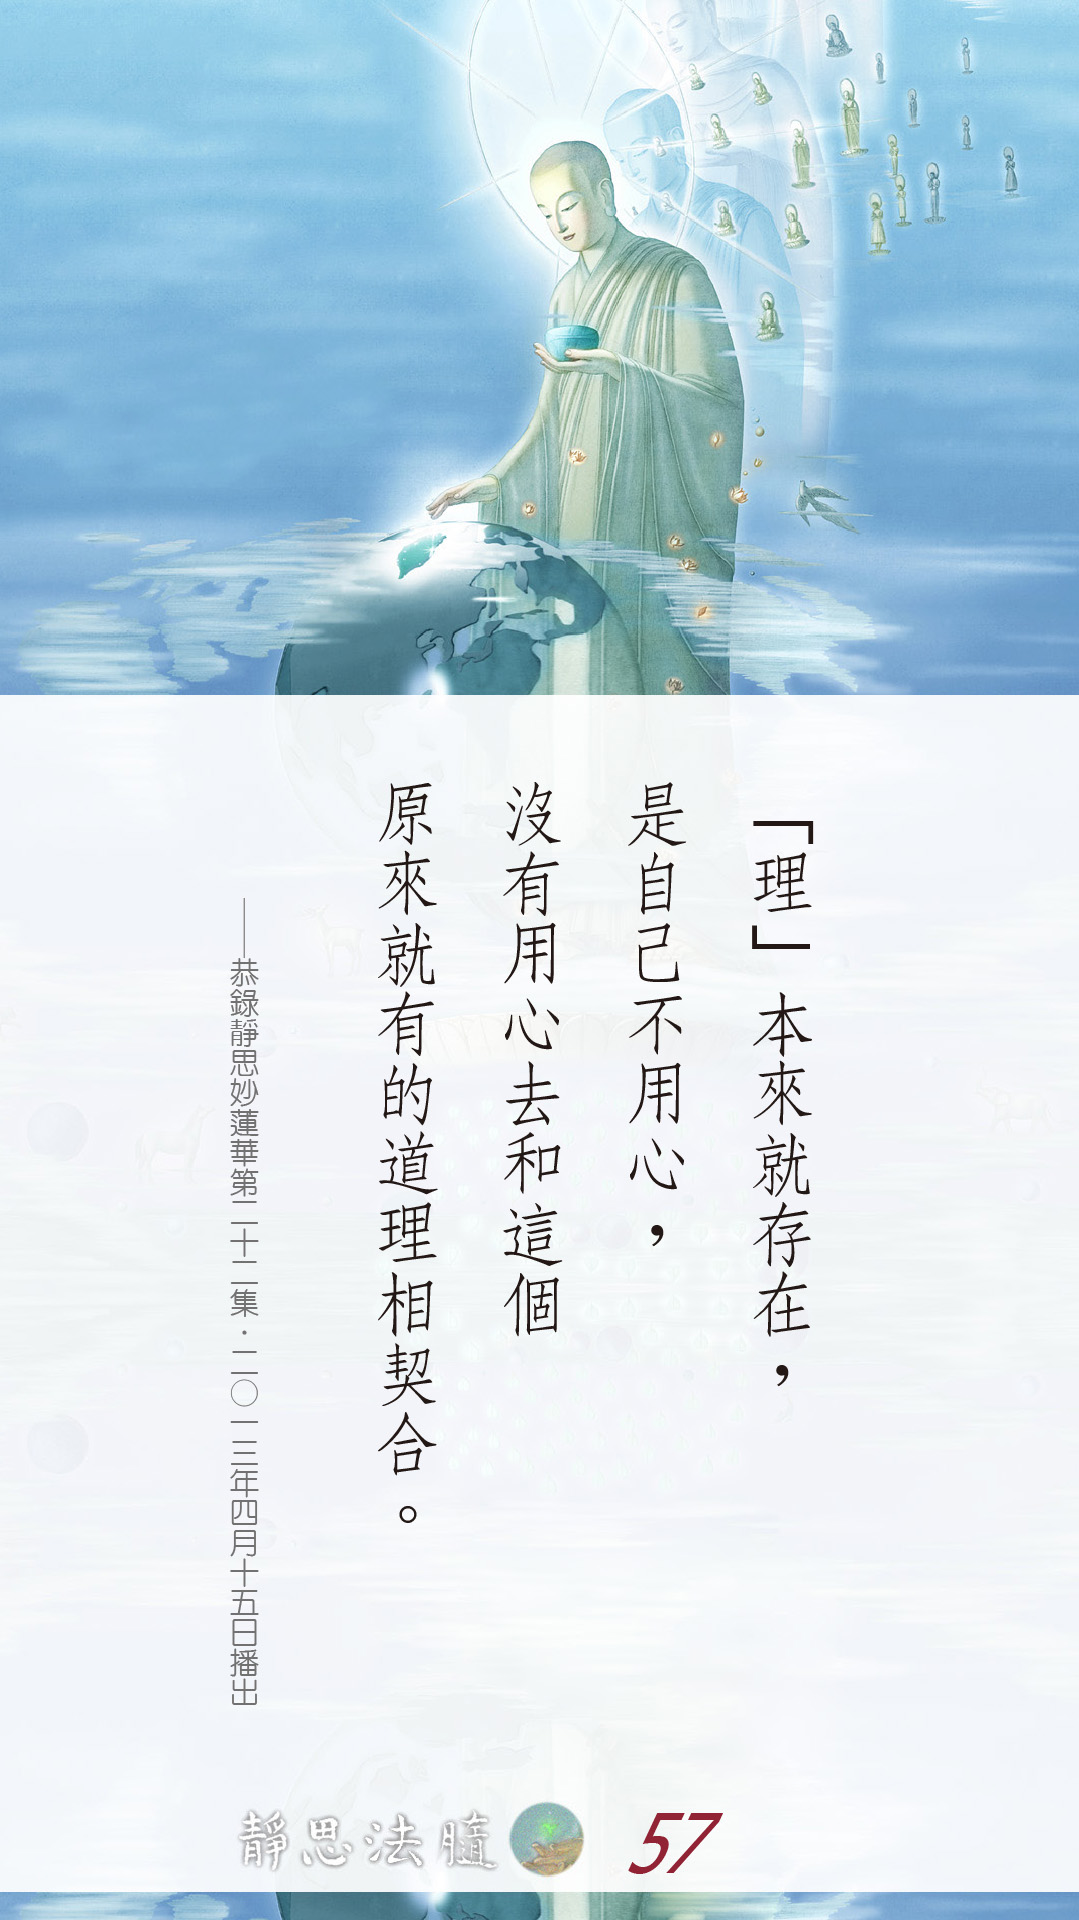 「理」本來就存在，
是自己不用心，
沒有用心去和這個
原來就有的道理相契合。
——恭錄靜思妙蓮華第二十二集．二〇一三年四月十五日播出
靜思法髓
57